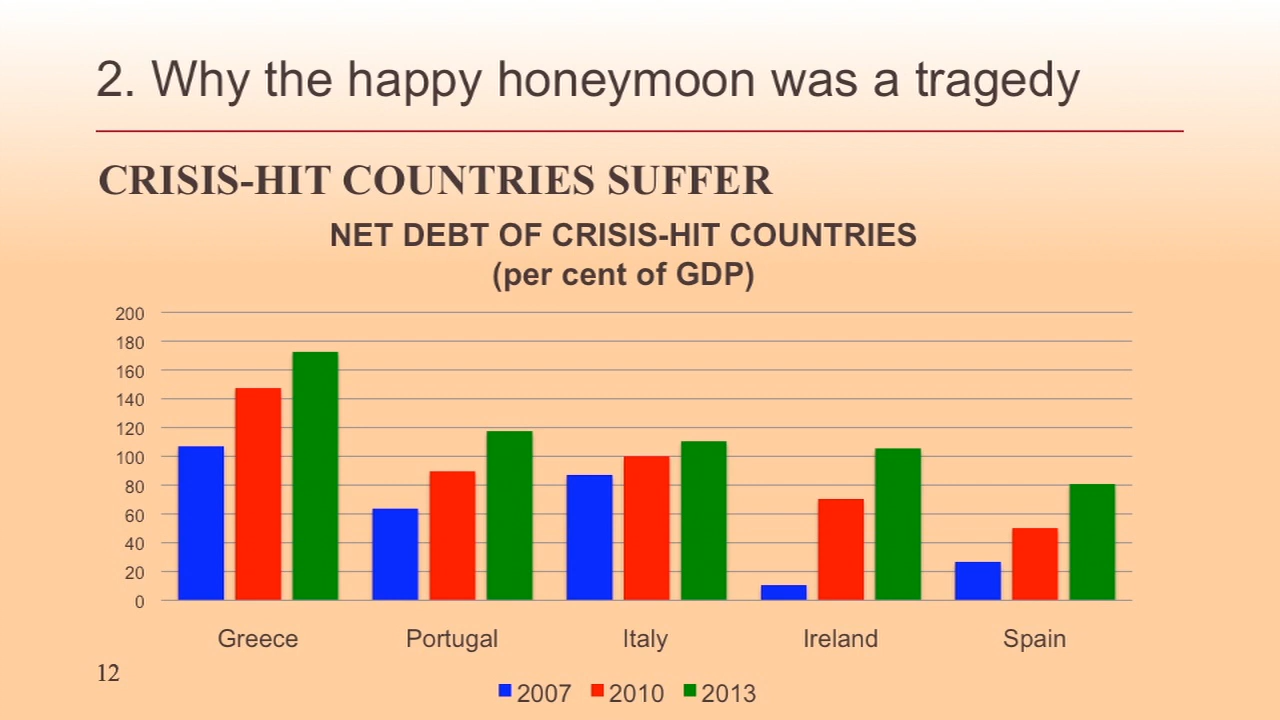 2. Why the happy honeymoon was a tragedy
CRISIS-HIT COUNTRIES SUFFER
NET DEBT OF CRISIS-HIT COUNTRIES
(per cent of GDP)
200
180
160
140
120
100
80
60
40
20
0
Greece Portugal Italy Ireland Spain
12
2007 2010 2013